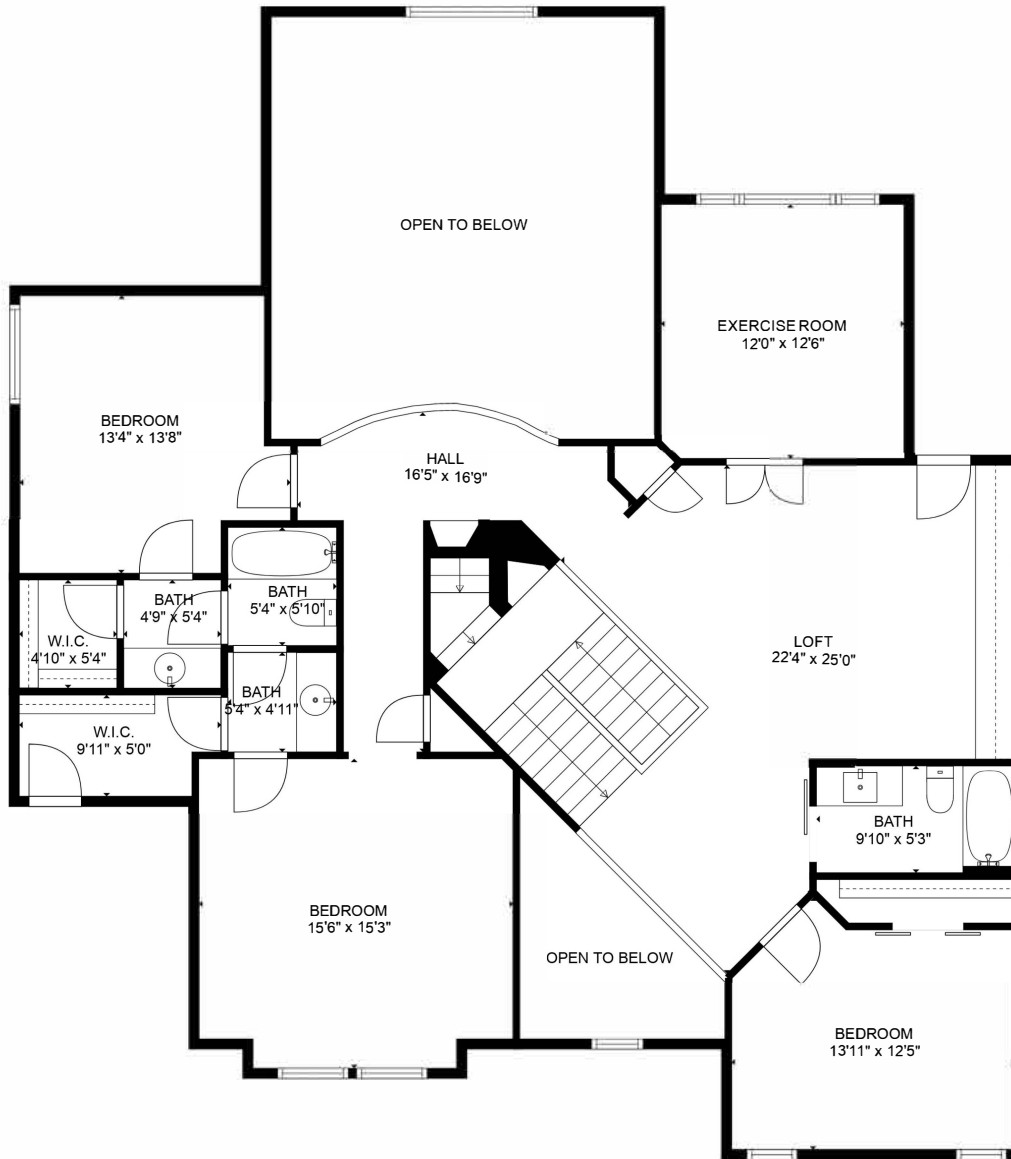 OPEN TO BELOW
EXERCISE ROOM
12'0" x 12'6"
BEDROOM
13'4" x 13'8"
HALL
16'5" x 16'9"
BATH
5'4" x 5'10"
BATH
4'9" x 5'4"
W.I.C.
4'10" x 5'4"
LOFT
22'4" x 25'0"
BATH
5'4" x 4'11"
W.I.C.
9'11" x 5'0"
BATH
9'10" x 5'3"
BEDROOM
15'6" x 15'3"
OPEN TO BELOW
BEDROOM
13'11" x 12'5"